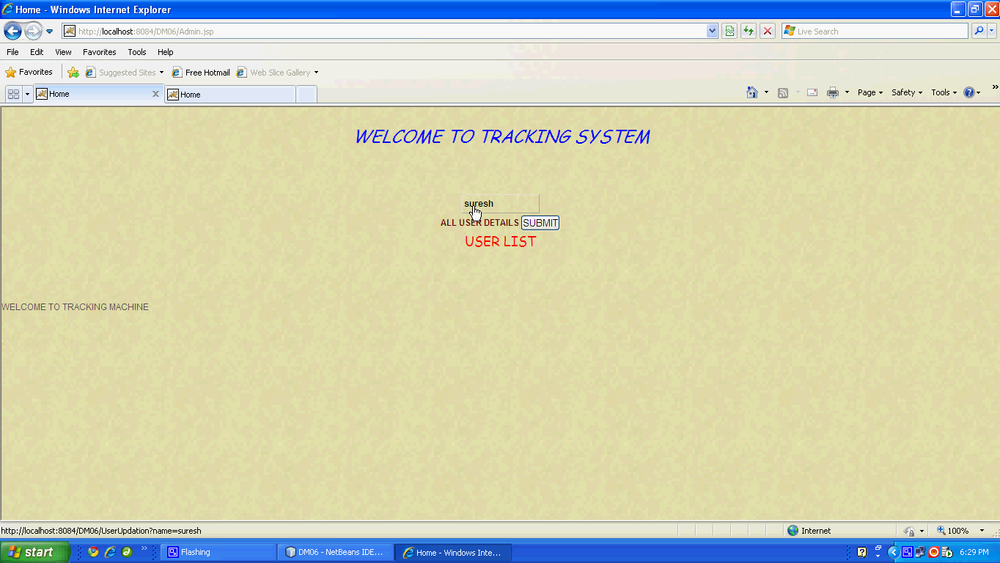 Home - Windows Internet Explorer
http://localhost:8084/DM06/Admin.jsp
Live Search
File Edit View Favorites Tools Help
Favorites Suggested Sites Free Hotmail Web Slice Gallery
Home Home Page Safety Tools
WELCOME TO TRACKING SYSTEM
suresh
ALL USER DETAILS SUBMIT
USER LIST
WELCOME TO TRACKING MACHINE
http://localhost:8084/DM06/UserUpdation?name=suresh Internet 100%
start Flashing DM06 - NetBeans IDE... Home - Windows Inte... 6:29 PM